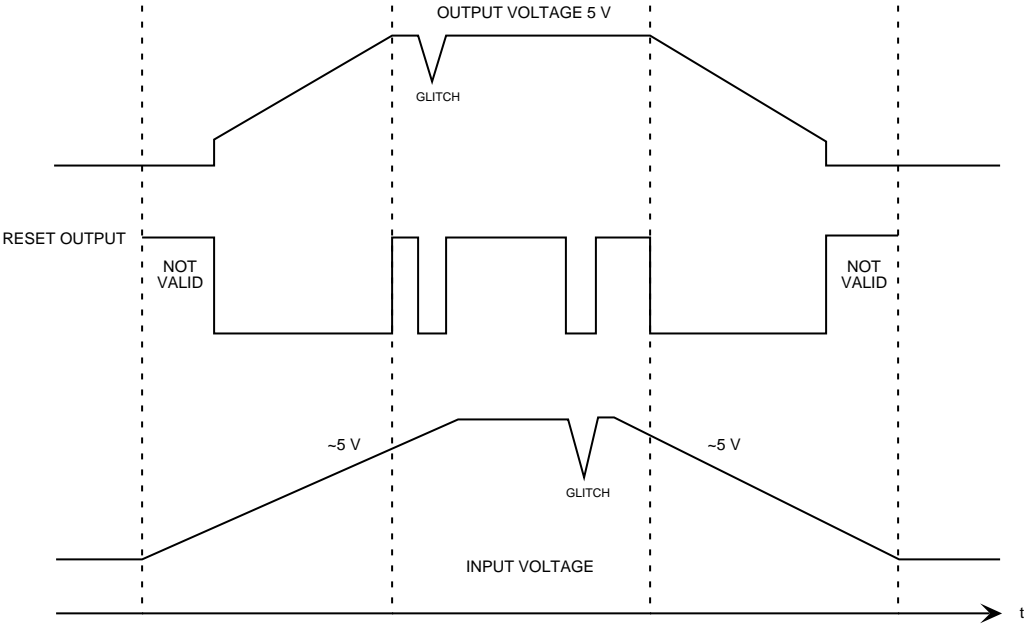 OUTPUT VOLTAGE 5 V
GLITCH
RESET OUTPUT
NOT
VALID
NOT
VALID
~5 V
~5 V
GLITCH
INPUT VOLTAGE
t